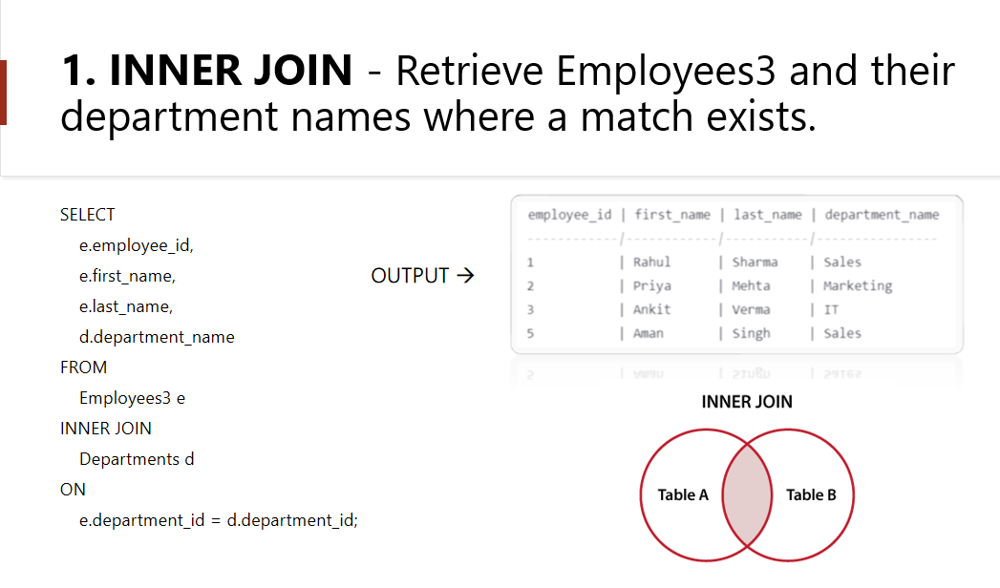 1. INNER JOIN - Retrieve Employees3 and their
department names where a match exists.
SELECT
e.employee_id,
e.first_name,
e.last_name,
d.department_name
FROM
Employees3 e
INNER JOIN
Departments d
ON
e.department_id = d.department_id;
OUTPUT →
employee_id | first_name | last_name | department_name
------------/------------/-----------/----------------
1 | Rahul | Sharma | Sales
2 | Priya | Mehta | Marketing
3 | Ankit | Verma | IT
5 | Aman | Singh | Sales
INNER JOIN
Table A
Table B